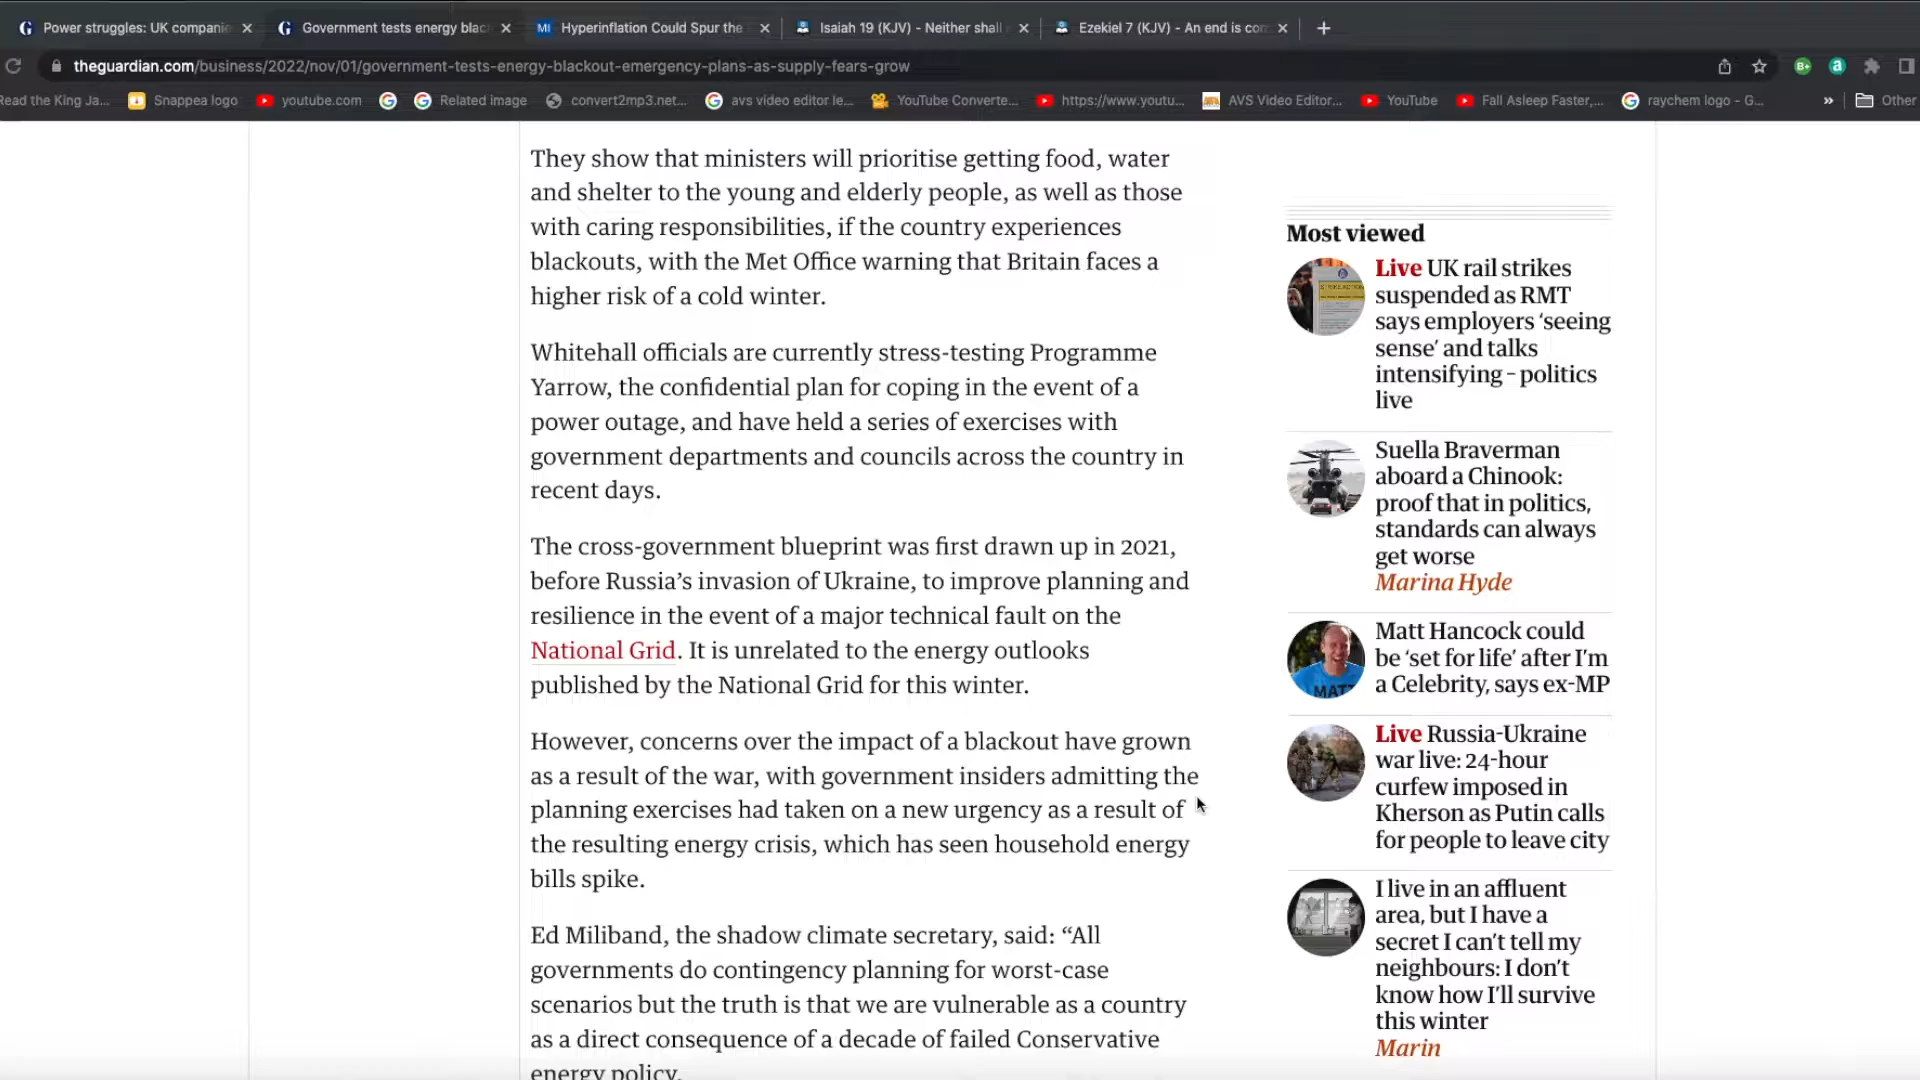 Power struggles: UK companie
Government tests energy blac
MI Hyperinflation Could Spur the
Isaiah 19 (KJV) - Neither shall
Ezekiel 7 (KJV) - An end is con
theguardian.com/business/2022/nov/01/government-tests-energy-blackout-emergency-plans-as-supply-fears-grow
Read the King Ja...
Snappea logo
youtube.com
Related image
convert2mp3.net...
avs video editor le...
YouTube Converte...
https://www.youtu...
AVS Video Editor...
YouTube
Fall Asleep Faster,...
raychem logo - G...
Other
They show that ministers will prioritise getting food, water
and shelter to the young and elderly people, as well as those
with caring responsibilities, if the country experiences
blackouts, with the Met Office warning that Britain faces a
higher risk of a cold winter.
Whitehall officials are currently stress-testing Programme
Yarrow, the confidential plan for coping in the event of a
power outage, and have held a series of exercises with
government departments and councils across the country in
recent days.
The cross-government blueprint was first drawn up in 2021,
before Russia’s invasion of Ukraine, to improve planning and
resilience in the event of a major technical fault on the
National Grid. It is unrelated to the energy outlooks
published by the National Grid for this winter.
However, concerns over the impact of a blackout have grown
as a result of the war, with government insiders admitting the
planning exercises had taken on a new urgency as a result of
the resulting energy crisis, which has seen household energy
bills spike.
Ed Miliband, the shadow climate secretary, said: “All
governments do contingency planning for worst-case
scenarios but the truth is that we are vulnerable as a country
as a direct consequence of a decade of failed Conservative
energy policy.
Most viewed
Live UK rail strikes
suspended as RMT
says employers ‘seeing
sense’ and talks
intensifying – politics
live
Suella Braverman
aboard a Chinook:
proof that in politics,
standards can always
get worse
Marina Hyde
MATT
Matt Hancock could
be ‘set for life’ after I’m
a Celebrity, says ex-MP
Live Russia-Ukraine
war live: 24-hour
curfew imposed in
Kherson as Putin calls
for people to leave city
I live in an affluent
area, but I have a
secret I can’t tell my
neighbours: I don’t
know how I’ll survive
this winter
Marin